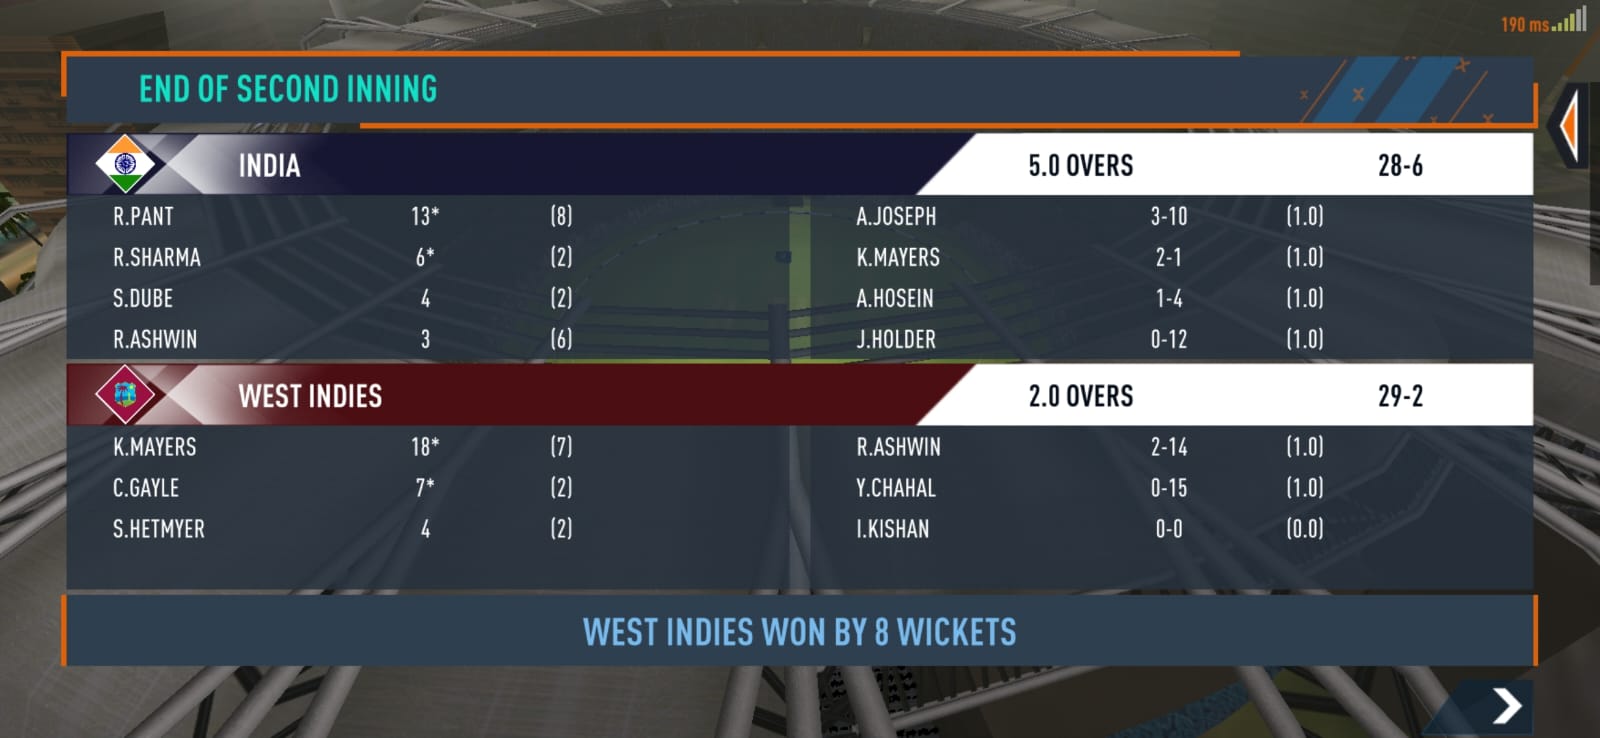 190 ms
END OF SECOND INNING
INDIA 5.0 OVERS 28-6
R.PANT 13* (8) A.JOSEPH 3-10 (1.0)
R.SHARMA 6* (2) K.MAYERS 2-1 (1.0)
S.DUBE 4 (2) A.HOSEIN 1-4 (1.0)
R.ASHWIN 3 (6) J.HOLDER 0-12 (1.0)
WEST INDIES 2.0 OVERS 29-2
K.MAYERS 18* (7) R.ASHWIN 2-14 (1.0)
C.GAYLE 7* (2) Y.CHAHAL 0-15 (1.0)
S.HETMYER 4 (2) I.KISHAN 0-0 (0.0)
WEST INDIES WON BY 8 WICKETS